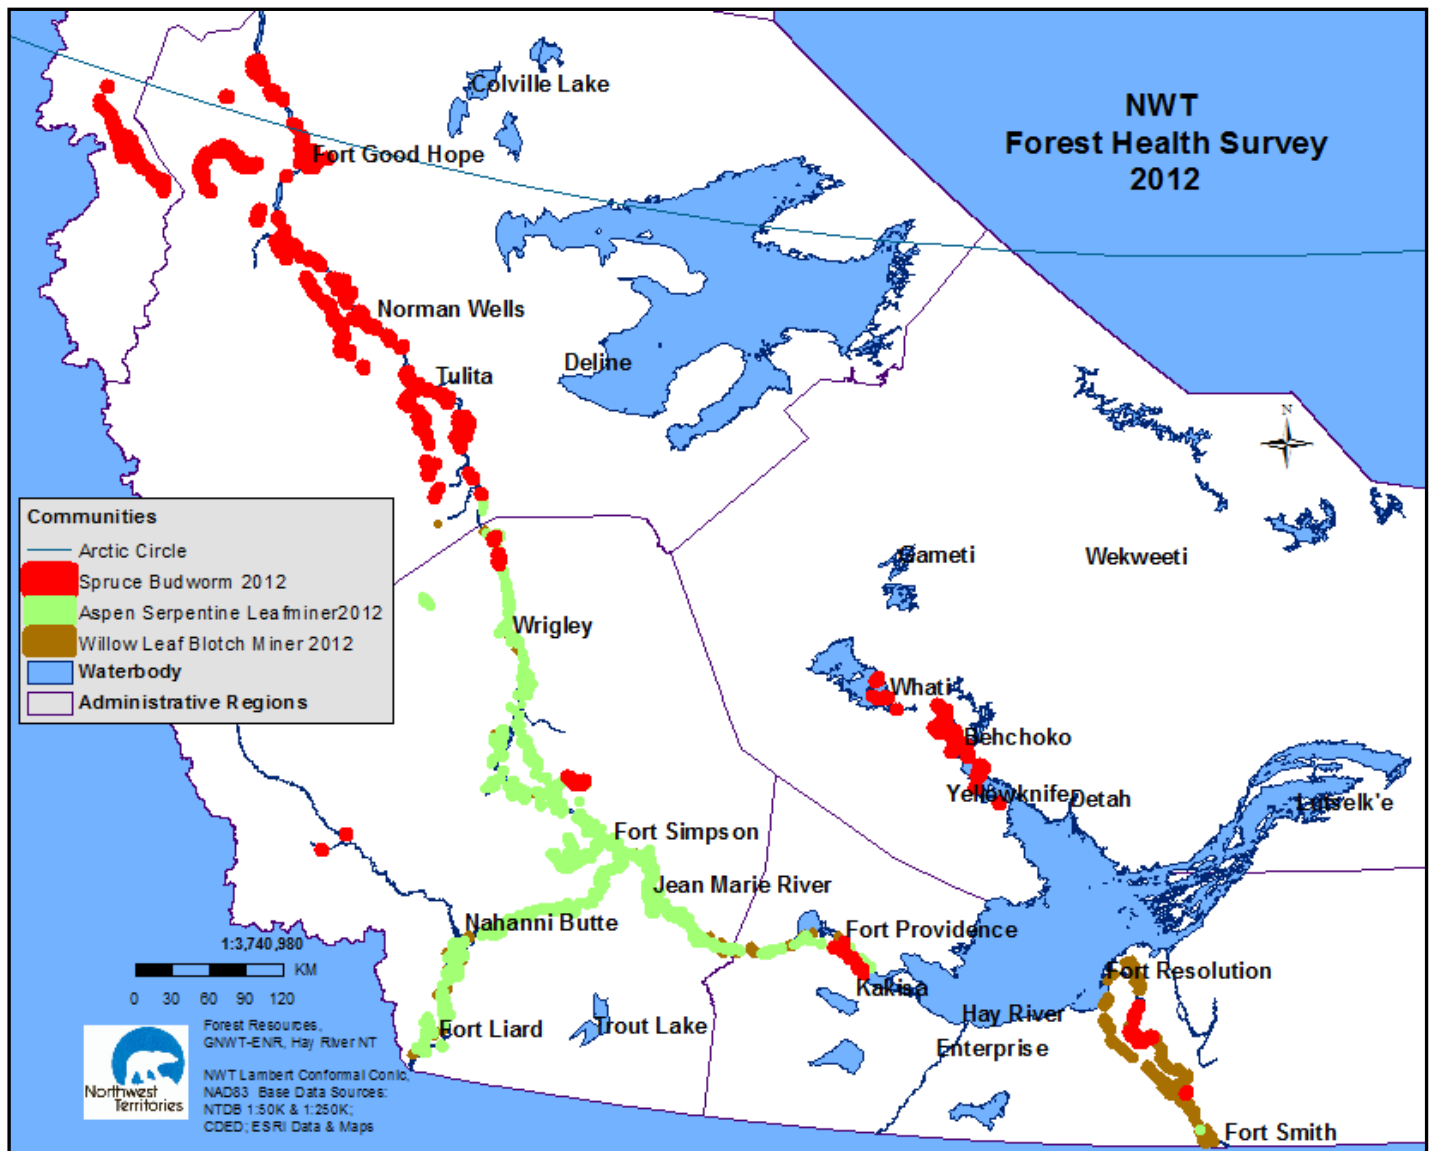 NWT
Forest Health Survey
2012
Colville Lake
Fort Good Hope
Norman Wells
Deline
Tulita
N
Communities
Arctic Circle
Spruce Budworm 2012
Aspen Serpentine Leafminer2012
Willow Leaf Blotch Miner 2012
Waterbody
Administrative Regions
Gameti
Wekweeti
Wrigley
Whati
Behchoko
Yellowknife
Detah
Lutselk'e
Fort Simpson
Jean Marie River
Nahanni Butte
Fort Providence
Kakisa
Fort Resolution
Hay River
Enterprise
Fort Liard
Trout Lake
Fort Smith
1:3,740,980
KM
0 30 60 90 120
Forest Resources,
GNWT-ENR, Hay River NT
NWT Lambert Conformal Conic,
NAD83 Base Data Sources:
NTDB 1:50K & 1:250K;
CDED; ESRI Data & Maps
Northwest
Territories